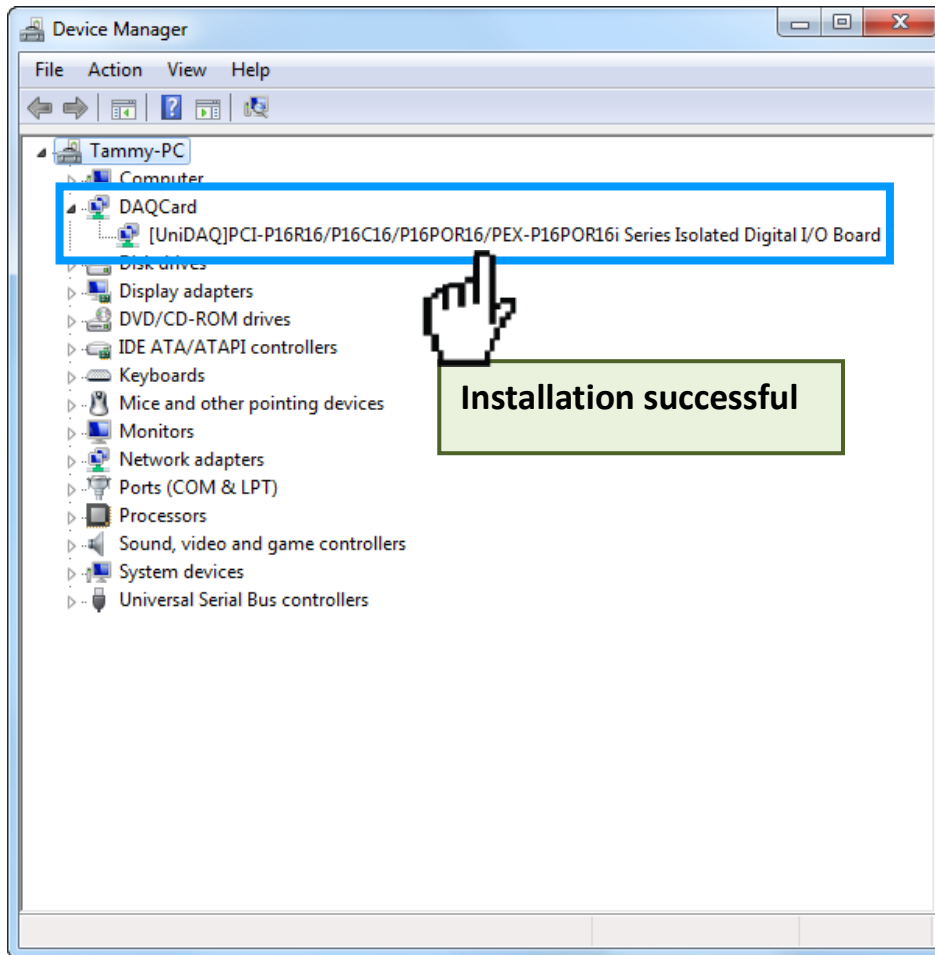 Device Manager
File Action View Help
Tammy-PC
Computer
DAQCard
[UniDAQ]PCI-P16R16/P16C16/P16POR16/PEX-P16POR16i Series Isolated Digital I/O Board
Disk drives
Display adapters
DVD/CD-ROM drives
IDE ATA/ATAPI controllers
Keyboards
Installation successful
Mice and other pointing devices
Monitors
Network adapters
Ports (COM & LPT)
Processors
Sound, video and game controllers
System devices
Universal Serial Bus controllers